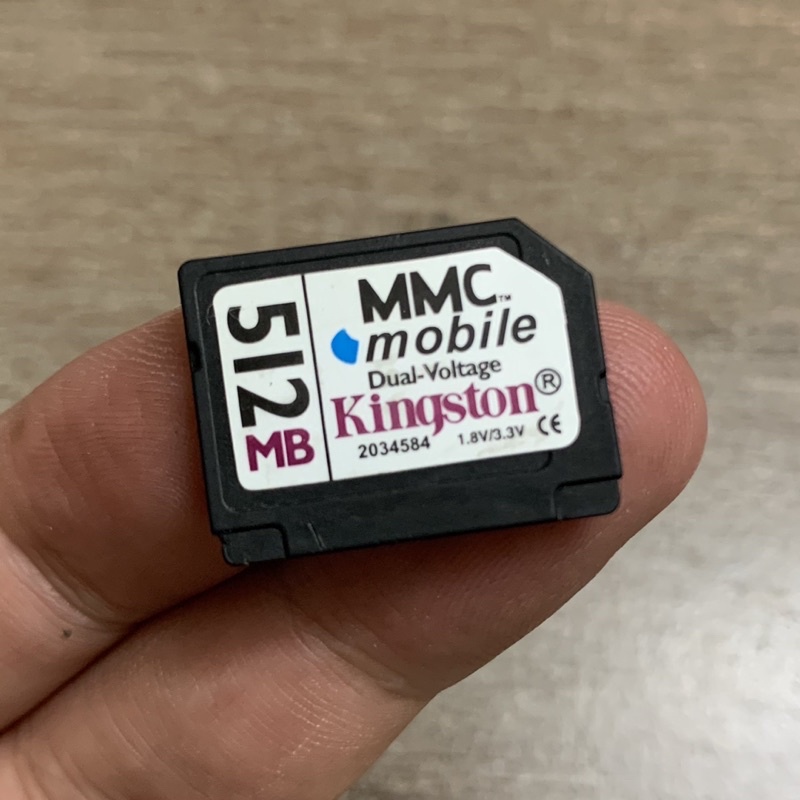 512
MB
MMC™
mobile
Dual-Voltage
Kingston®
2034584 1.8V/3.3V CE